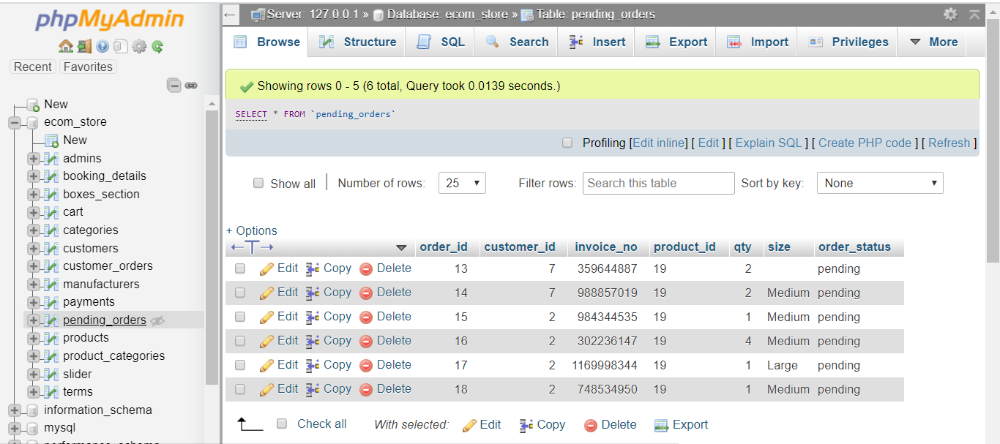 phpMyAdmin
Recent Favorites
New
ecom_store
New
admins
booking_details
boxes_section
cart
categories
customers
customer_orders
manufacturers
payments
pending_orders
products
product_categories
slider
terms
information_schema
mysql
performance_schema
Server: 127.0.0.1 » Database: ecom_store » Table: pending_orders
Browse Structure SQL Search Insert Export Import Privileges More
Showing rows 0 - 5 (6 total, Query took 0.0139 seconds.)
SELECT * FROM `pending_orders`
Profiling [Edit inline] [ Edit ] [ Explain SQL ] [ Create PHP code ] [ Refresh ]
Show all Number of rows: 25 Filter rows: Search this table Sort by key: None
+ Options
order_id customer_id invoice_no product_id qty size order_status
Edit Copy Delete 13 7 359644887 19 2 pending
Edit Copy Delete 14 7 988857019 19 2 Medium pending
Edit Copy Delete 15 2 984344535 19 1 Medium pending
Edit Copy Delete 16 2 302236147 19 4 Medium pending
Edit Copy Delete 17 2 1169998344 19 1 Large pending
Edit Copy Delete 18 2 748534950 19 1 Medium pending
Check all With selected: Edit Copy Delete Export